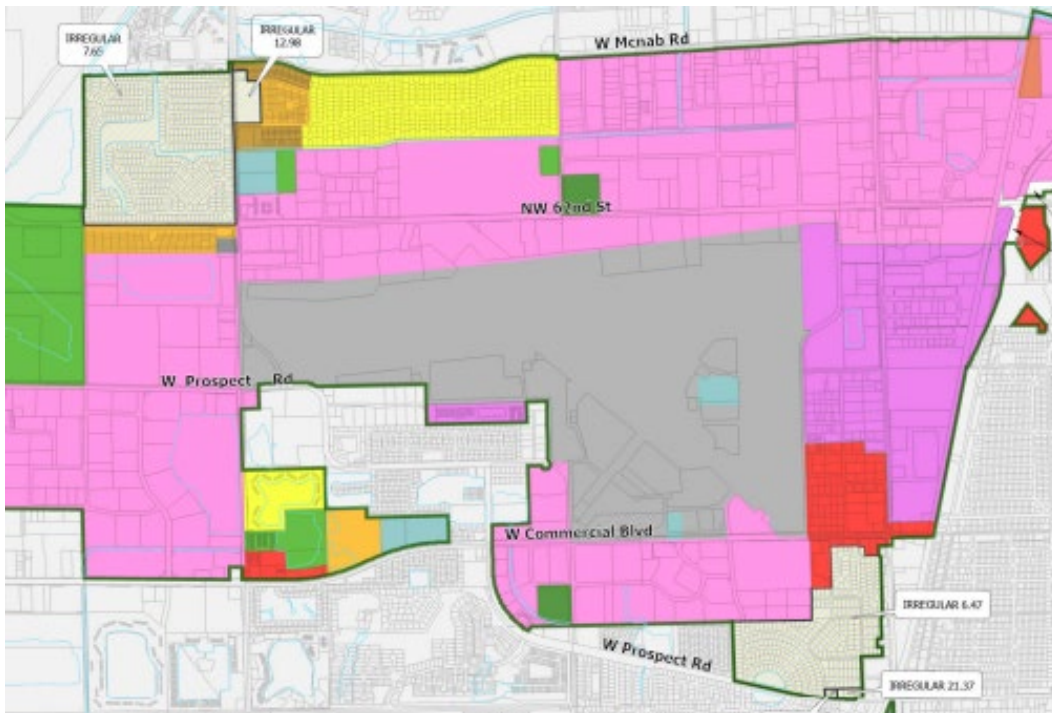 IRREGULAR
7.65
IRREGULAR
12.98
W Mcnab Rd
NW 62nd St
W Prospect Rd
W Commercial Blvd
IRREGULAR 6.47
W Prospect Rd
IRREGULAR 21.37